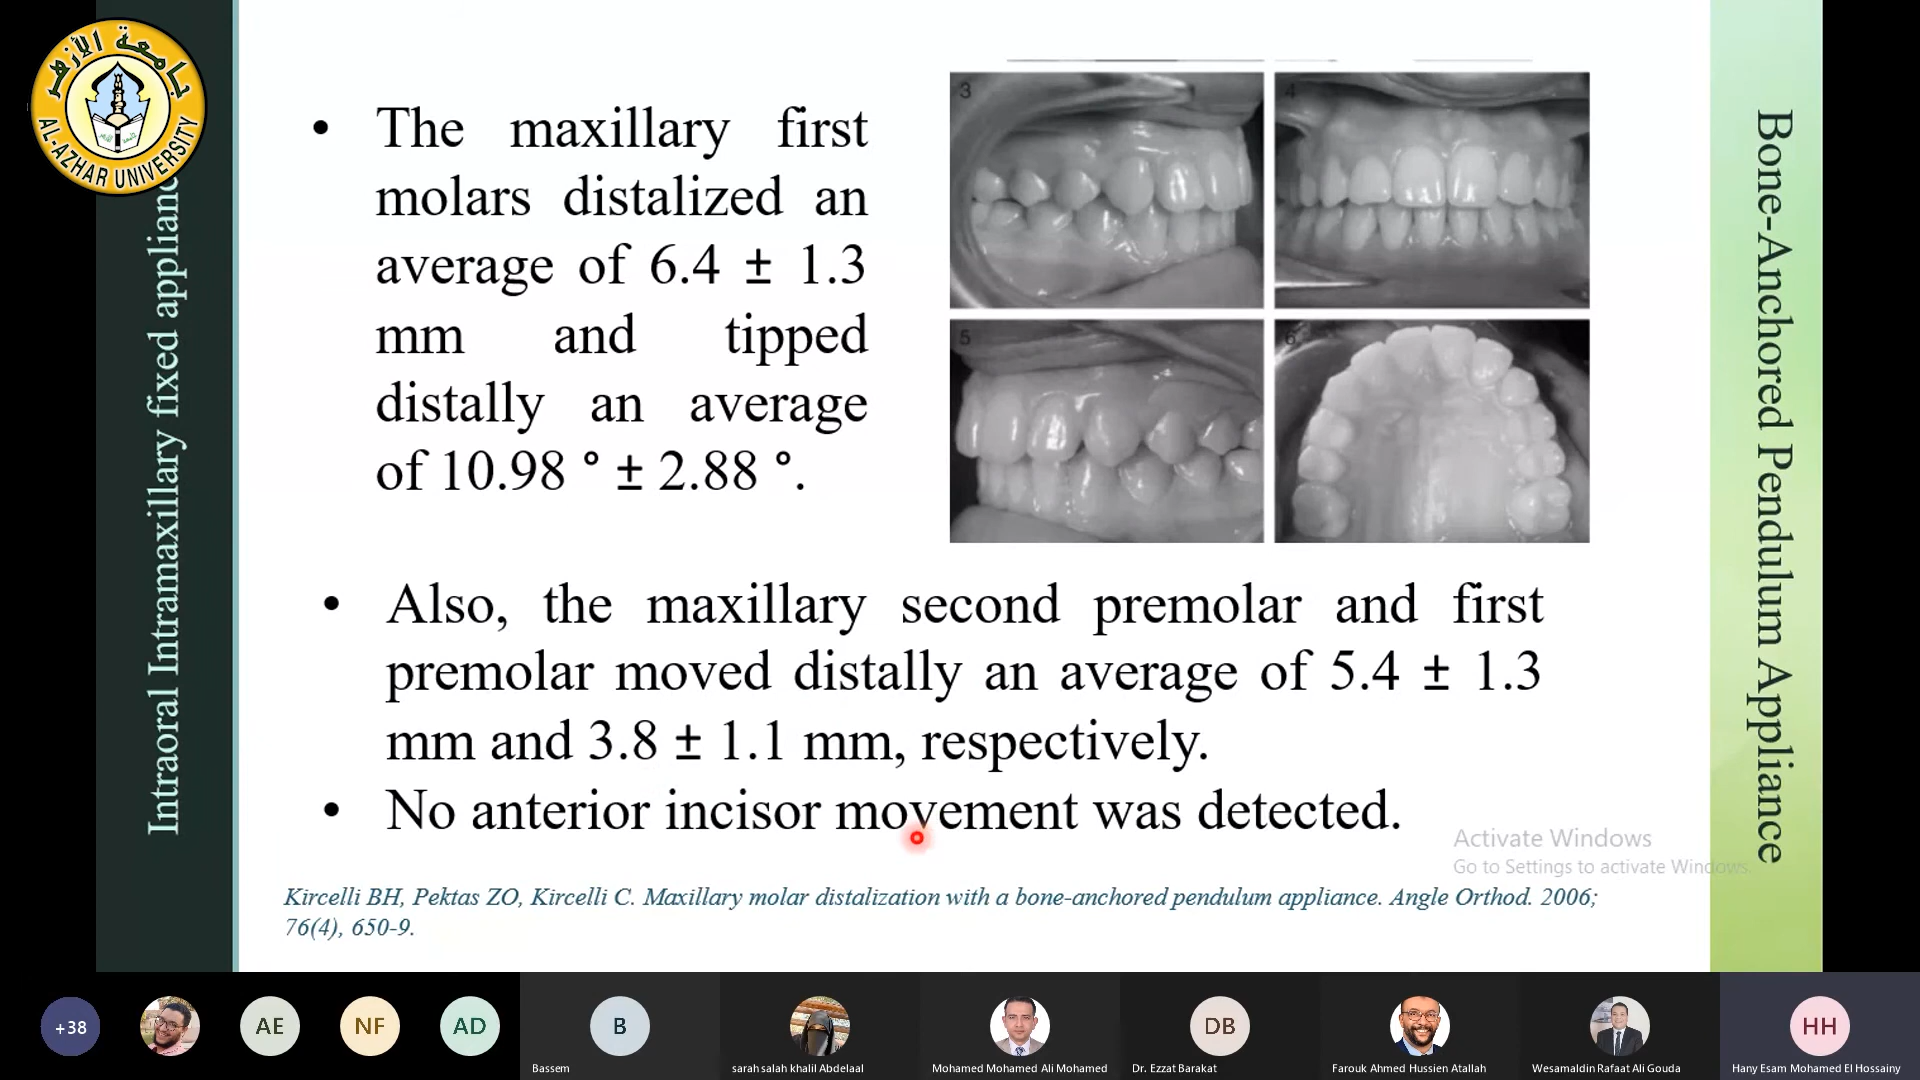 جامعة الأزهر
AL-AZHAR UNIVERSITY
Intraoral Intramaxillary fixed applianc
• The maxillary first
molars distalized an
average of 6.4 ± 1.3
mm and tipped
distally an average
of 10.98 ° ± 2.88 °.
3
4
5
6
• Also, the maxillary second premolar and first
premolar moved distally an average of 5.4 ± 1.3
mm and 3.8 ± 1.1 mm, respectively.
• No anterior incisor movement was detected.
Bone-Anchored Pendulum Appliance
Activate Windows
Go to Settings to activate Windows.
Kircelli BH, Pektas ZO, Kircelli C. Maxillary molar distalization with a bone-anchored pendulum appliance. Angle Orthod. 2006;
76(4), 650-9.
+38
AE
NF
AD
B
DB
HH
Bassem
sarah salah khalil Abdelaal
Mohamed Mohamed Ali Mohamed
Dr. Ezzat Barakat
Farouk Ahmed Hussien Atallah
Wesamaldin Rafaat Ali Gouda
Hany Esam Mohamed El Hossainy